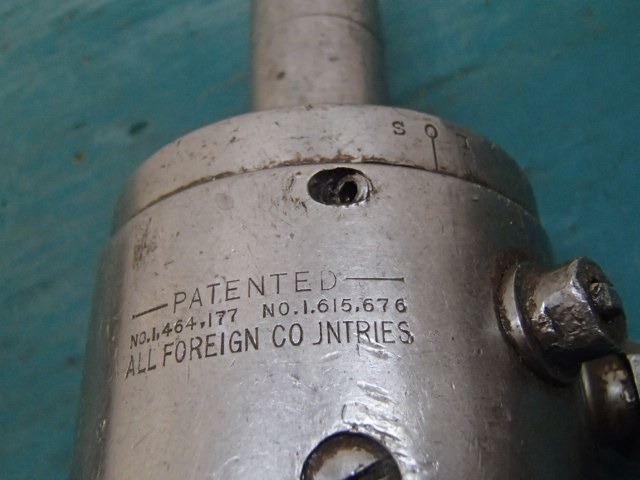 S O
PATENTED
NO.1,464,177 NO.1,615,676
ALL FOREIGN CO JNTRIES